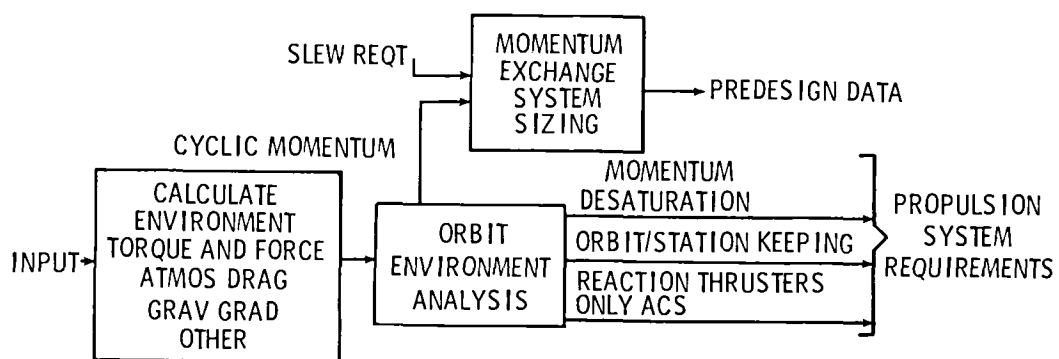 SLEW REQT
MOMENTUM
EXCHANGE
SYSTEM
SIZING
PREDESIGN DATA
CYCLIC MOMENTUM
INPUT
CALCULATE
ENVIRONMENT
TORQUE AND FORCE
ATMOS DRAG
GRAV GRAD
OTHER
ORBIT
ENVIRONMENT
ANALYSIS
MOMENTUM
DESATURATION
ORBIT/STATION KEEPING
REACTION THRUSTERS
ONLY ACS
PROPULSION
SYSTEM
REQUIREMENTS